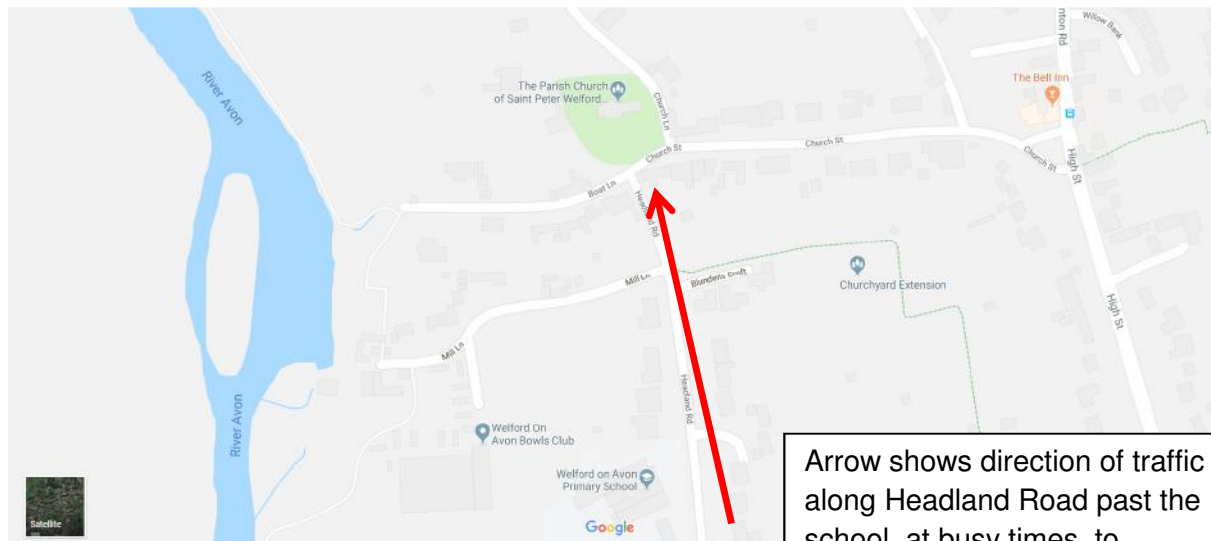 River Avon
The Parish Church
of Saint Peter Welford...
Church Ln
Church St
Church St
Church St
Boat Ln
Headland Rd
Mill Ln
Mill Ln
Blundens Croft
Churchyard Extension
Headland Rd
River Avon
Welford On
Avon Bowls Club
Welford on Avon
Primary School
Google
Satellite
The Bell Inn
Willow Bank
nton Rd
High St
High St
Arrow shows direction of traffic
along Headland Road past the
school, at busy times, to